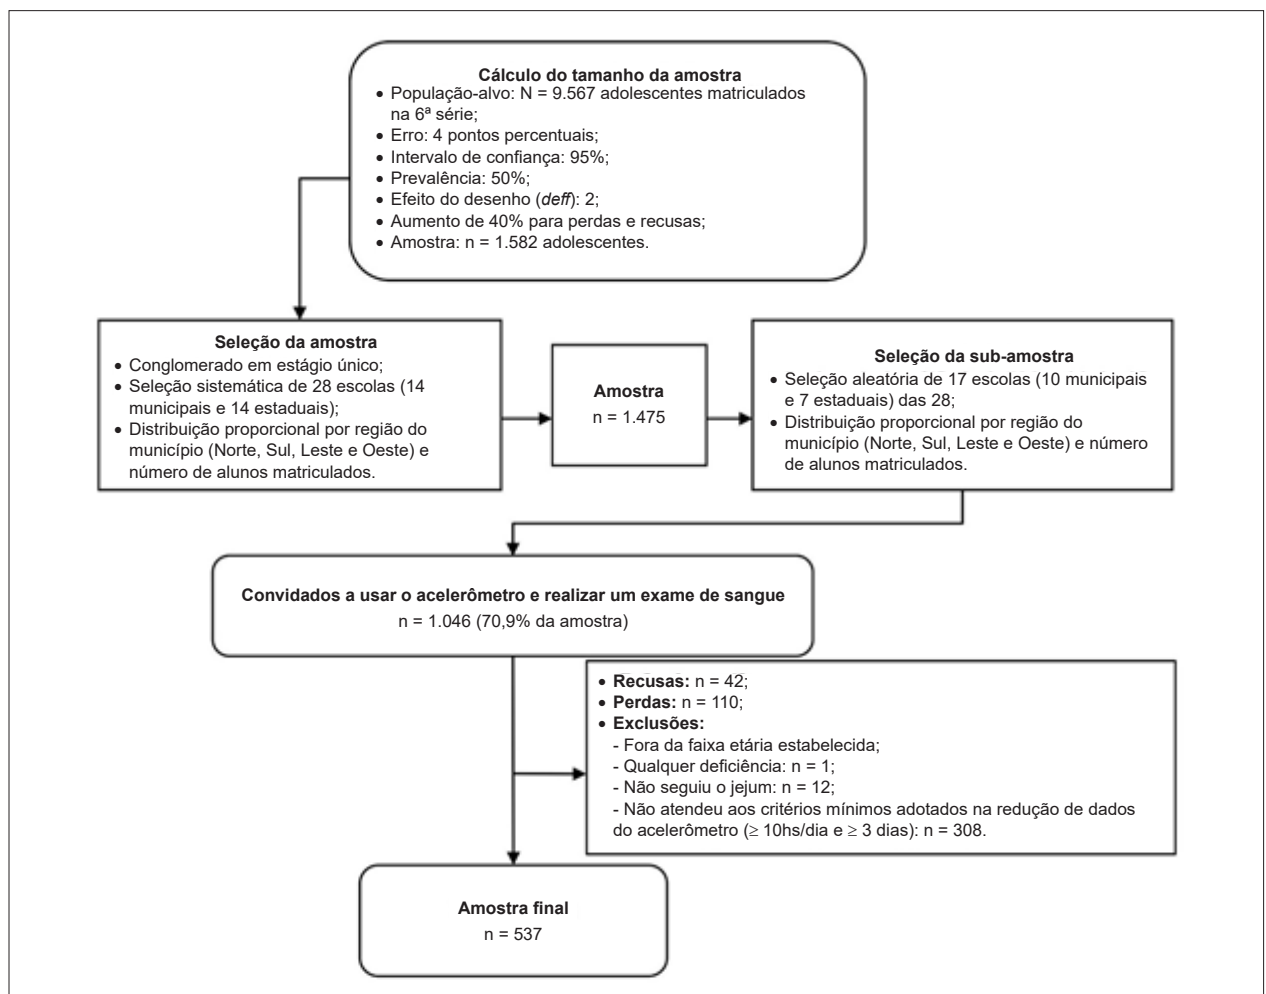 Cálculo do tamanho da amostra
• População-alvo: N = 9.567 adolescentes matriculados
na 6ª série;
• Erro: 4 pontos percentuais;
• Intervalo de confiança: 95%;
• Prevalência: 50%;
• Efeito do desenho (deff): 2;
• Aumento de 40% para perdas e recusas;
• Amostra: n = 1.582 adolescentes.
Seleção da amostra
• Conglomerado em estágio único;
• Seleção sistemática de 28 escolas (14
municipais e 14 estaduais);
• Distribuição proporcional por região do
município (Norte, Sul, Leste e Oeste) e
número de alunos matriculados.
Amostra
n = 1.475
Seleção da sub-amostra
• Seleção aleatória de 17 escolas (10 municipais
e 7 estaduais) das 28;
• Distribuição proporcional por região do
município (Norte, Sul, Leste e Oeste) e número
de alunos matriculados.
Convidados a usar o acelerômetro e realizar um exame de sangue
n = 1.046 (70,9% da amostra)
• Recusas: n = 42;
• Perdas: n = 110;
• Exclusões:
- Fora da faixa etária estabelecida;
- Qualquer deficiência: n = 1;
- Não seguiu o jejum: n = 12;
- Não atendeu aos critérios mínimos adotados na redução de dados
do acelerômetro (≥ 10hs/dia e ≥ 3 dias): n = 308.
Amostra final
n = 537